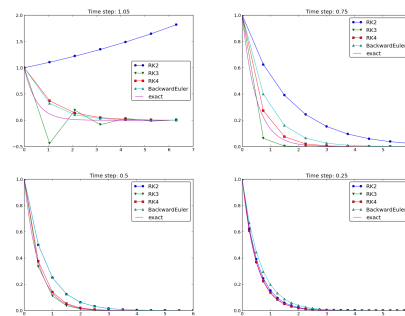 Time step: 1.05
2.0
1.5
1.0
0.5
0.0
−0.5
0 1 2 3 4 5 6 7
RK2
RK3
RK4
BackwardEuler
exact
Time step: 0.75
1.0
0.8
0.6
0.4
0.2
0.0
0 1 2 3 4 5
RK2
RK3
RK4
BackwardEuler
exact
Time step: 0.5
1.0
0.8
0.6
0.4
0.2
0.0
0 1 2 3 4 5 6
RK2
RK3
RK4
BackwardEuler
exact
Time step: 0.25
1.0
0.8
0.6
0.4
0.2
0.0
0 1 2 3 4 5
RK2
RK3
RK4
BackwardEuler
exact